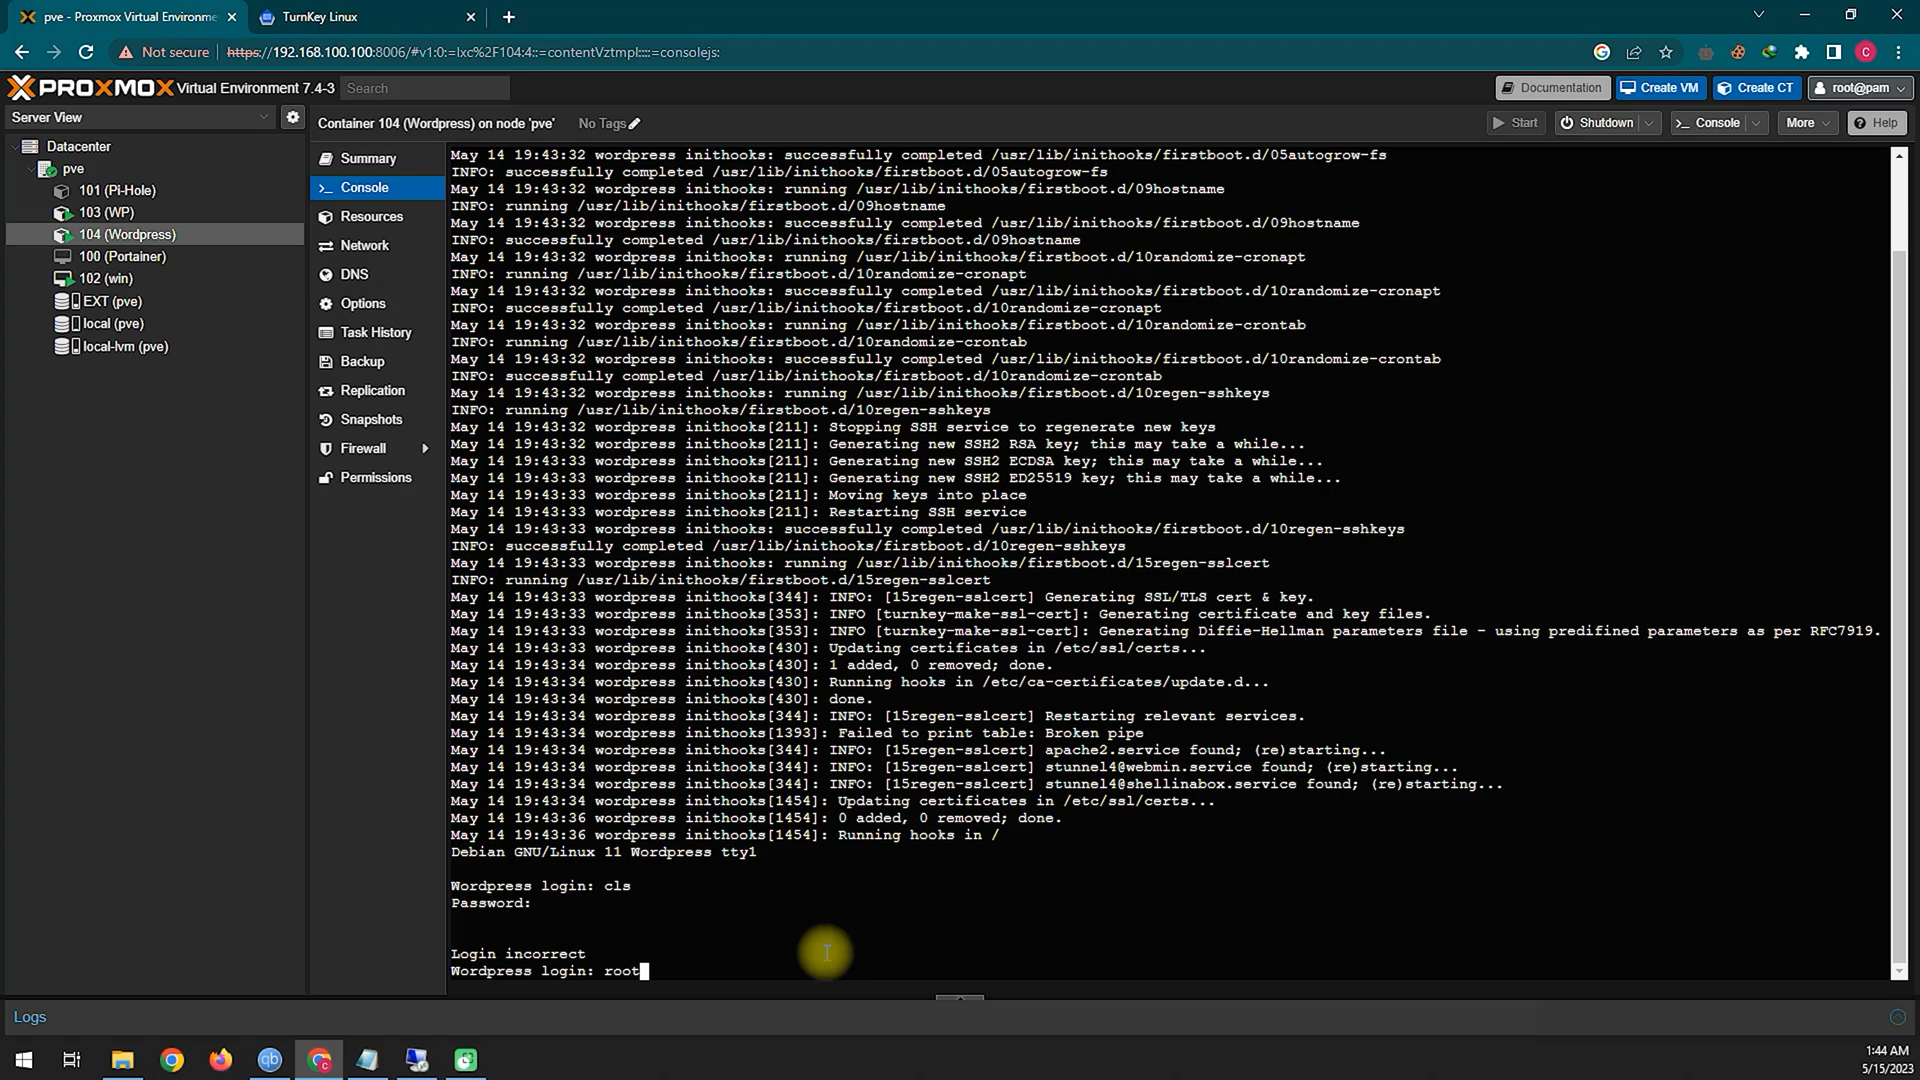 pve - Proxmox Virtual Environme
TurnKey Linux
Not secure
https://192.168.100.100:8006/#v1:0:=lxc%2F104:4::=contentVztmpl::::=consolejs:
C
PROXMOX Virtual Environment 7.4-3
Search
Documentation
Create VM
Create CT
root@pam
Server View
Container 104 (Wordpress) on node 'pve'
No Tags
Start
Shutdown
Console
More
Help
Datacenter
pve
101 (Pi-Hole)
103 (WP)
104 (Wordpress)
100 (Portainer)
102 (win)
EXT (pve)
local (pve)
local-lvm (pve)
Summary
Console
Resources
Network
DNS
Options
Task History
Backup
Replication
Snapshots
Firewall
Permissions
May 14 19:43:32 wordpress inithooks: successfully completed /usr/lib/inithooks/firstboot.d/05autogrow-fs
INFO: successfully completed /usr/lib/inithooks/firstboot.d/05autogrow-fs
May 14 19:43:32 wordpress inithooks: running /usr/lib/inithooks/firstboot.d/09hostname
INFO: running /usr/lib/inithooks/firstboot.d/09hostname
May 14 19:43:32 wordpress inithooks: successfully completed /usr/lib/inithooks/firstboot.d/09hostname
INFO: successfully completed /usr/lib/inithooks/firstboot.d/09hostname
May 14 19:43:32 wordpress inithooks: running /usr/lib/inithooks/firstboot.d/10randomize-cronapt
INFO: running /usr/lib/inithooks/firstboot.d/10randomize-cronapt
May 14 19:43:32 wordpress inithooks: successfully completed /usr/lib/inithooks/firstboot.d/10randomize-cronapt
INFO: successfully completed /usr/lib/inithooks/firstboot.d/10randomize-cronapt
May 14 19:43:32 wordpress inithooks: running /usr/lib/inithooks/firstboot.d/10randomize-crontab
INFO: running /usr/lib/inithooks/firstboot.d/10randomize-crontab
May 14 19:43:32 wordpress inithooks: successfully completed /usr/lib/inithooks/firstboot.d/10randomize-crontab
INFO: successfully completed /usr/lib/inithooks/firstboot.d/10randomize-crontab
May 14 19:43:32 wordpress inithooks: running /usr/lib/inithooks/firstboot.d/10regen-sshkeys
INFO: running /usr/lib/inithooks/firstboot.d/10regen-sshkeys
May 14 19:43:32 wordpress inithooks[211]: Stopping SSH service to regenerate new keys
May 14 19:43:32 wordpress inithooks[211]: Generating new SSH2 RSA key; this may take a while...
May 14 19:43:33 wordpress inithooks[211]: Generating new SSH2 ECDSA key; this may take a while...
May 14 19:43:33 wordpress inithooks[211]: Generating new SSH2 ED25519 key; this may take a while...
May 14 19:43:33 wordpress inithooks[211]: Moving keys into place
May 14 19:43:33 wordpress inithooks[211]: Restarting SSH service
May 14 19:43:33 wordpress inithooks: successfully completed /usr/lib/inithooks/firstboot.d/10regen-sshkeys
INFO: successfully completed /usr/lib/inithooks/firstboot.d/10regen-sshkeys
May 14 19:43:33 wordpress inithooks: running /usr/lib/inithooks/firstboot.d/15regen-sslcert
INFO: running /usr/lib/inithooks/firstboot.d/15regen-sslcert
May 14 19:43:33 wordpress inithooks[344]: INFO: [15regen-sslcert] Generating SSL/TLS cert & key.
May 14 19:43:33 wordpress inithooks[353]: INFO [turnkey-make-ssl-cert]: Generating certificate and key files.
May 14 19:43:33 wordpress inithooks[353]: INFO [turnkey-make-ssl-cert]: Generating Diffie-Hellman parameters file - using predifined parameters as per RFC7919.
May 14 19:43:33 wordpress inithooks[430]: Updating certificates in /etc/ssl/certs...
May 14 19:43:34 wordpress inithooks[430]: 1 added, 0 removed; done.
May 14 19:43:34 wordpress inithooks[430]: Running hooks in /etc/ca-certificates/update.d...
May 14 19:43:34 wordpress inithooks[430]: done.
May 14 19:43:34 wordpress inithooks[344]: INFO: [15regen-sslcert] Restarting relevant services.
May 14 19:43:34 wordpress inithooks[1393]: Failed to print table: Broken pipe
May 14 19:43:34 wordpress inithooks[344]: INFO: [15regen-sslcert] apache2.service found; (re)starting...
May 14 19:43:34 wordpress inithooks[344]: INFO: [15regen-sslcert] stunnel4@webmin.service found; (re)starting...
May 14 19:43:34 wordpress inithooks[344]: INFO: [15regen-sslcert] stunnel4@shellinabox.service found; (re)starting...
May 14 19:43:34 wordpress inithooks[1454]: Updating certificates in /etc/ssl/certs...
May 14 19:43:36 wordpress inithooks[1454]: 0 added, 0 removed; done.
May 14 19:43:36 wordpress inithooks[1454]: Running hooks in /
Debian GNU/Linux 11 Wordpress tty1
Wordpress login: cls
Password:
Login incorrect
Wordpress login: root
Logs
qb
C
1:44 AM
5/15/2023